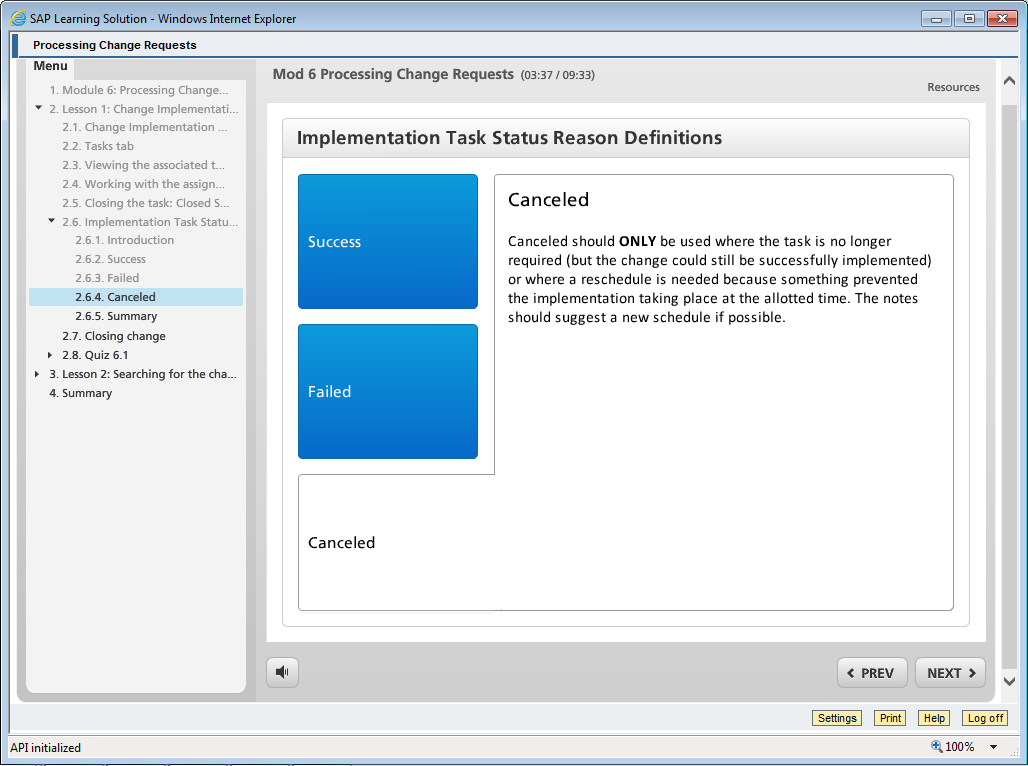 SAP Learning Solution - Windows Internet Explorer
Processing Change Requests
Menu
1. Module 6: Processing Change...
2. Lesson 1: Change Implementati...
2.1. Change Implementation ...
2.2. Tasks tab
2.3. Viewing the associated t...
2.4. Working with the assign...
2.5. Closing the task: Closed S...
2.6. Implementation Task Statu...
2.6.1. Introduction
2.6.2. Success
2.6.3. Failed
2.6.4. Canceled
2.6.5. Summary
2.7. Closing change
2.8. Quiz 6.1
3. Lesson 2: Searching for the cha...
4. Summary
Mod 6 Processing Change Requests (03:37 / 09:33)
Resources
Implementation Task Status Reason Definitions
Success
Failed
Canceled
Canceled
Canceled should ONLY be used where the task is no longer
required (but the change could still be successfully implemented)
or where a reschedule is needed because something prevented
the implementation taking place at the allotted time. The notes
should suggest a new schedule if possible.
PREV
NEXT
Settings
Print
Help
Log off
API initialized
100%